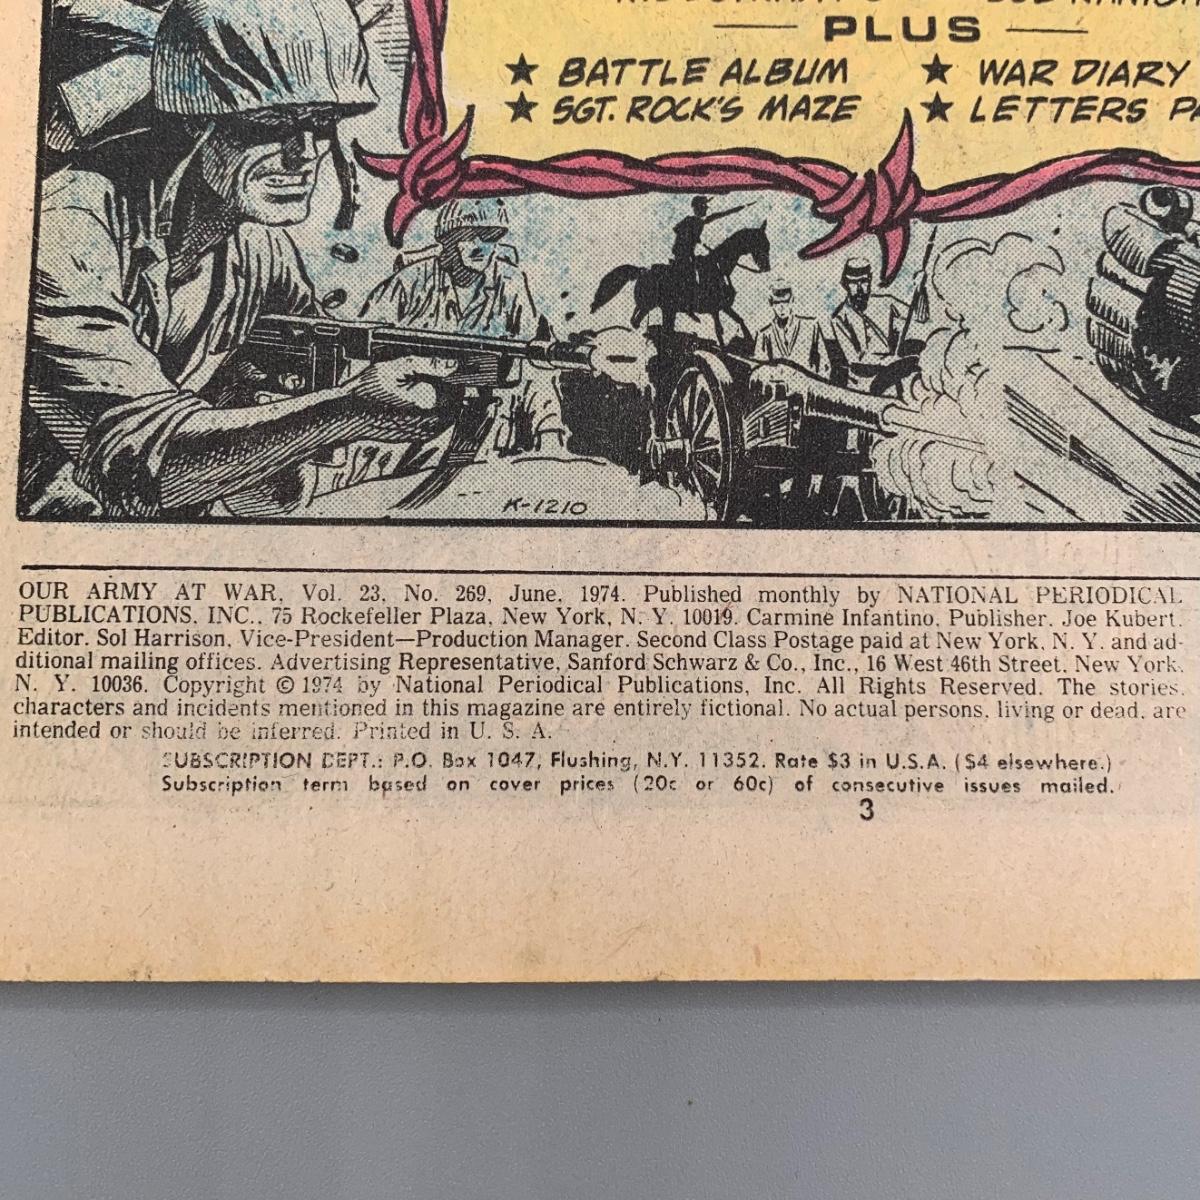 PLUS
★ BATTLE ALBUM ★ WAR DIARY
★ SGT. ROCK'S MAZE ★ LETTERS
K-1210
OUR ARMY AT WAR, Vol. 23, No. 269, June, 1974. Published monthly by NATIONAL PERIODICAL
PUBLICATIONS, INC., 75 Rockefeller Plaza, New York, N. Y. 10019. Carmine Infantino, Publisher. Joe Kubert,
Editor. Sol Harrison, Vice-President—Production Manager. Second Class Postage paid at New York, N. Y. and ad-
ditional mailing offices. Advertising Representative, Sanford Schwarz & Co., Inc., 16 West 46th Street, New York,
N. Y. 10036. Copyright © 1974 by National Periodical Publications, Inc. All Rights Reserved. The stories,
characters and incidents mentioned in this magazine are entirely fictional. No actual persons, living or dead, are
intended or should be inferred. Printed in U. S. A.
SUBSCRIPTION DEPT.: P.O. Box 1047, Flushing, N.Y. 11352. Rate $3 in U.S.A. ($4 elsewhere.)
Subscription term based on cover prices (20c or 60c) of consecutive issues mailed.
3